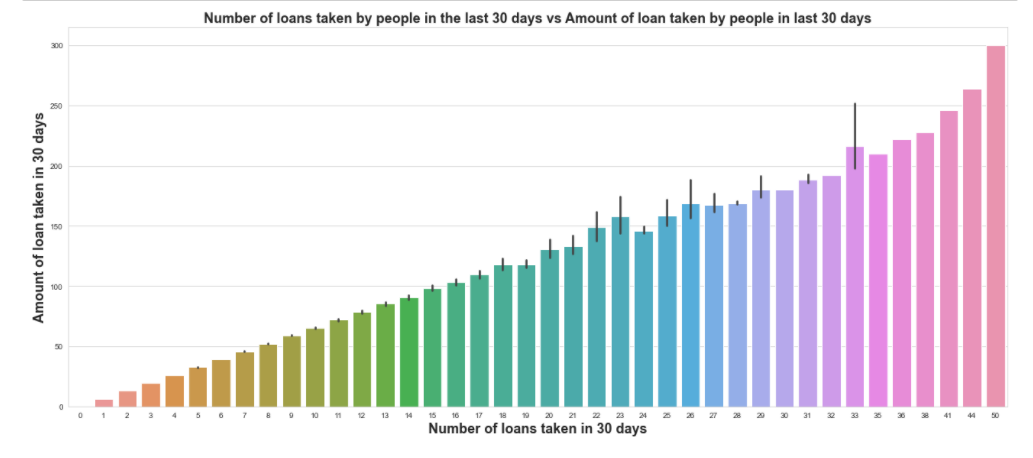 Number of loans taken by people in the last 30 days vs Amount of loan taken by people in last 30 days
Amount of loan taken in 30 days
300
250
200
150
100
50
0
0 1 2 3 4 5 6 7 8 9 10 11 12 13 14 15 16 17 18 19 20 21 22 23 24 25 26 27 28 29 30 31 32 33 35 36 38 41 44 50
Number of loans taken in 30 days